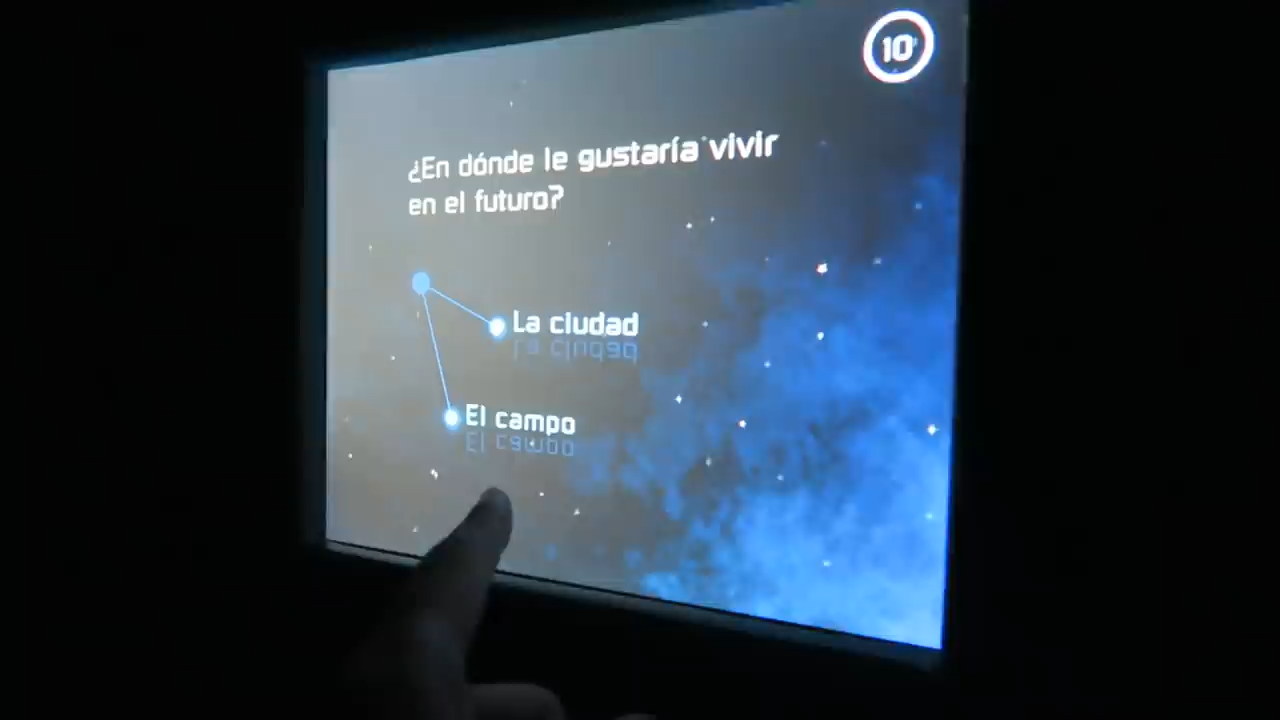 10"
¿En dónde le gustaría vivir
en el futuro?
La ciudad
El campo